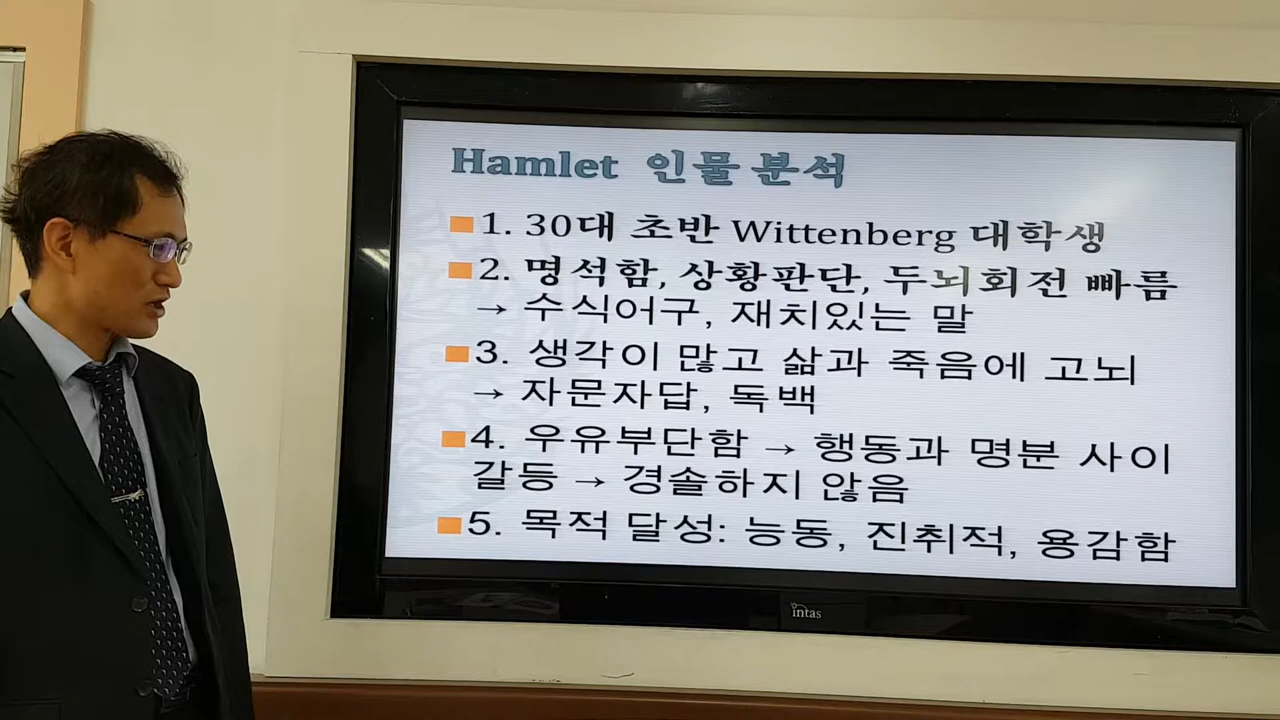 Hamlet 인물 분석
1. 30대 초반 Wittenberg 대학생
2. 명석함, 상황판단, 두뇌회전 빠름
→ 수식어구, 재치있는 말
3. 생각이 많고 삶과 죽음에 고뇌
→ 자문자답, 독백
4. 우유부단함 → 행동과 명분 사이
갈등 → 경솔하지 않음
5. 목적 달성: 능동, 진취적, 용감함
intas